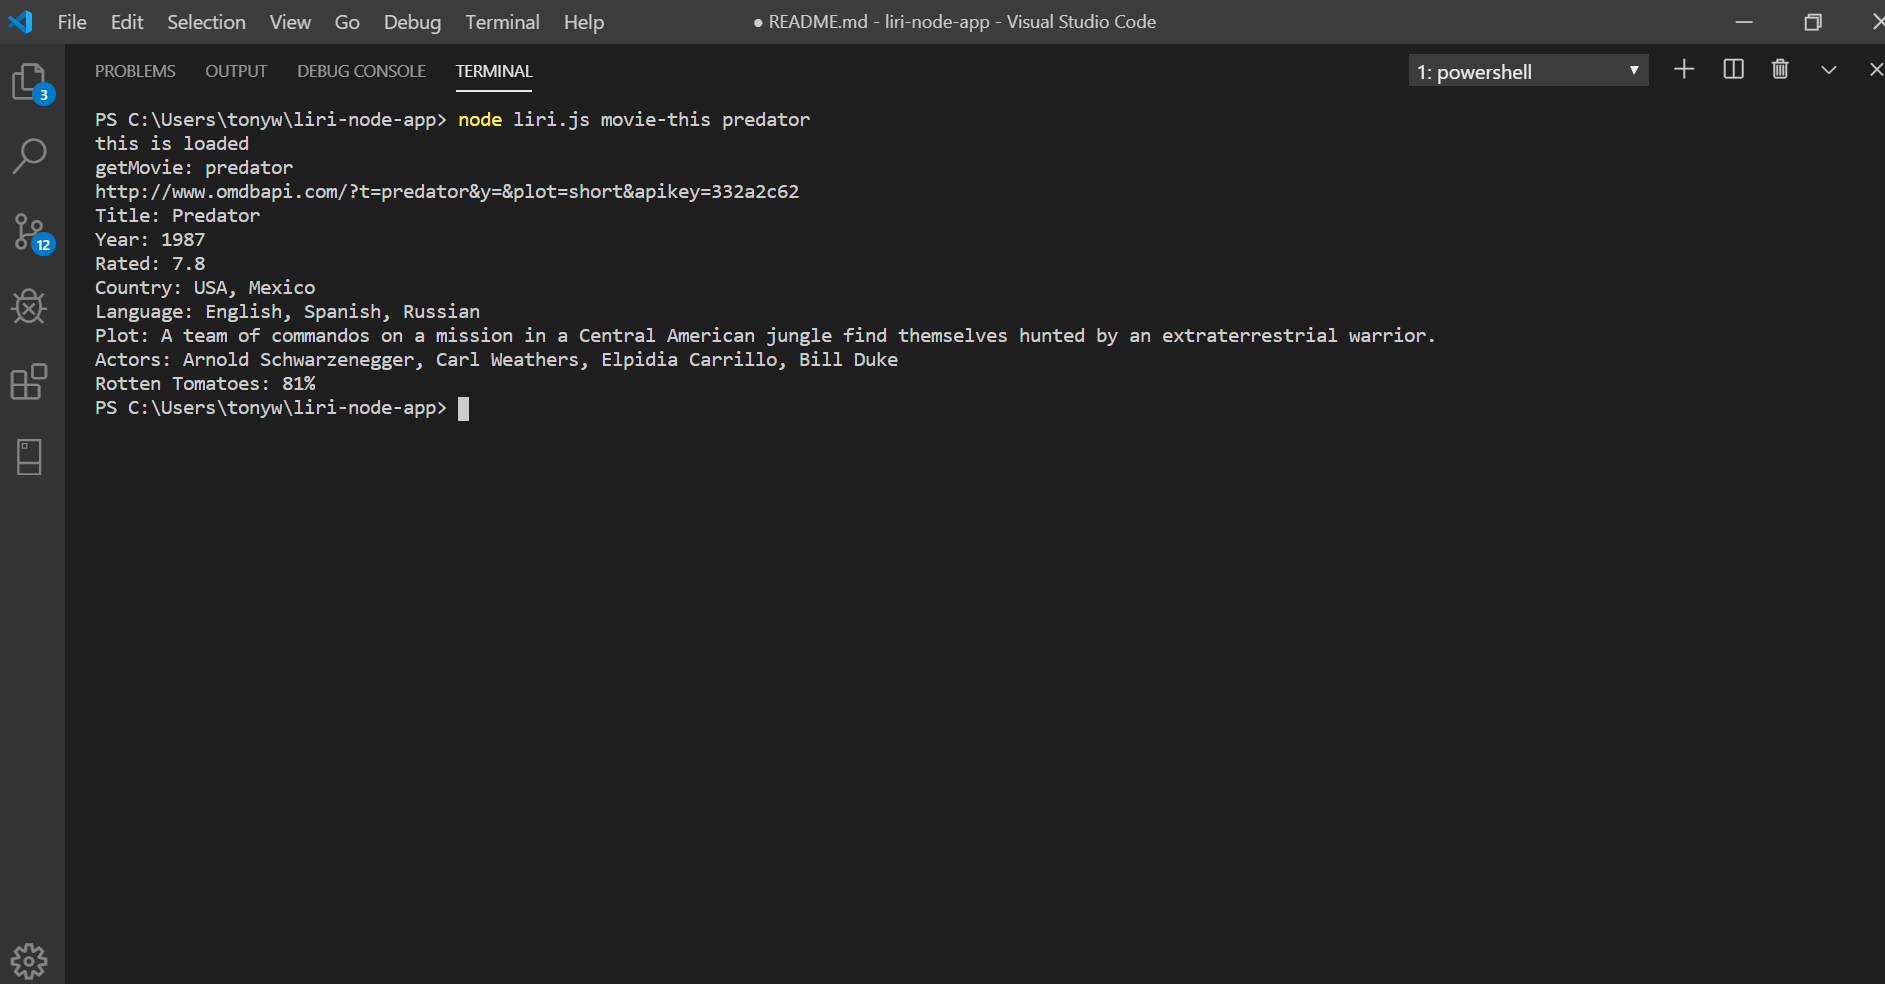 File Edit Selection View Go Debug Terminal Help ● README.md - liri-node-app - Visual Studio Code
PROBLEMS OUTPUT DEBUG CONSOLE TERMINAL 1: powershell
3
12
PS C:\Users\tonyw\liri-node-app> node liri.js movie-this predator
this is loaded
getMovie: predator
http://www.omdbapi.com/?t=predator&y=&plot=short&apikey=332a2c62
Title: Predator
Year: 1987
Rated: 7.8
Country: USA, Mexico
Language: English, Spanish, Russian
Plot: A team of commandos on a mission in a Central American jungle find themselves hunted by an extraterrestrial warrior.
Actors: Arnold Schwarzenegger, Carl Weathers, Elpidia Carrillo, Bill Duke
Rotten Tomatoes: 81%
PS C:\Users\tonyw\liri-node-app>